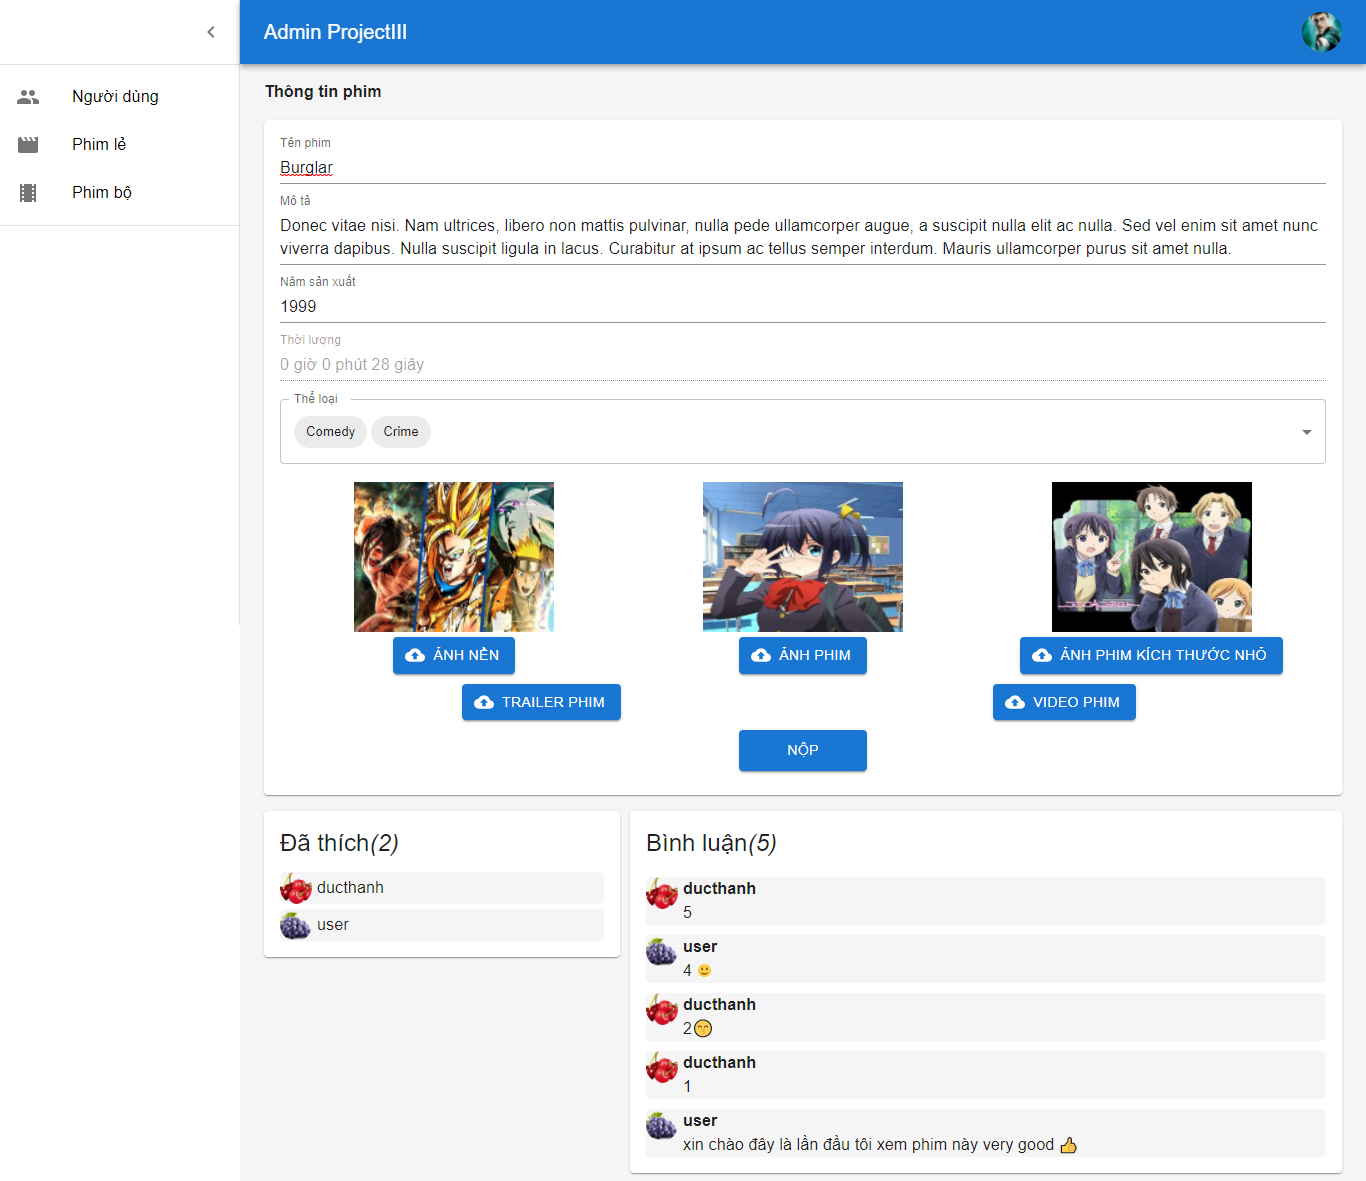 Admin ProjectIII
Người dùng
Phim lẻ
Phim bộ
Thông tin phim
Tên phim
Burglar
Mô tả
Donec vitae nisi. Nam ultrices, libero non mattis pulvinar, nulla pede ullamcorper augue, a suscipit nulla elit ac nulla. Sed vel enim sit amet nunc
viverra dapibus. Nulla suscipit ligula in lacus. Curabitur at ipsum ac tellus semper interdum. Mauris ullamcorper purus sit amet nulla.
Năm sản xuất
1999
Thời lượng
0 giờ 0 phút 28 giây
Thể loại
Comedy Crime
ẢNH NỀN ẢNH PHIM ẢNH PHIM KÍCH THƯỚC NHỎ
TRAILER PHIM VIDEO PHIM
NỘP
Đã thích(2)
ducthanh
user
Bình luận(5)
ducthanh
5
user
4 🙂
ducthanh
2😙
ducthanh
1
user
xin chào đây là lần đầu tôi xem phim này very good 👍